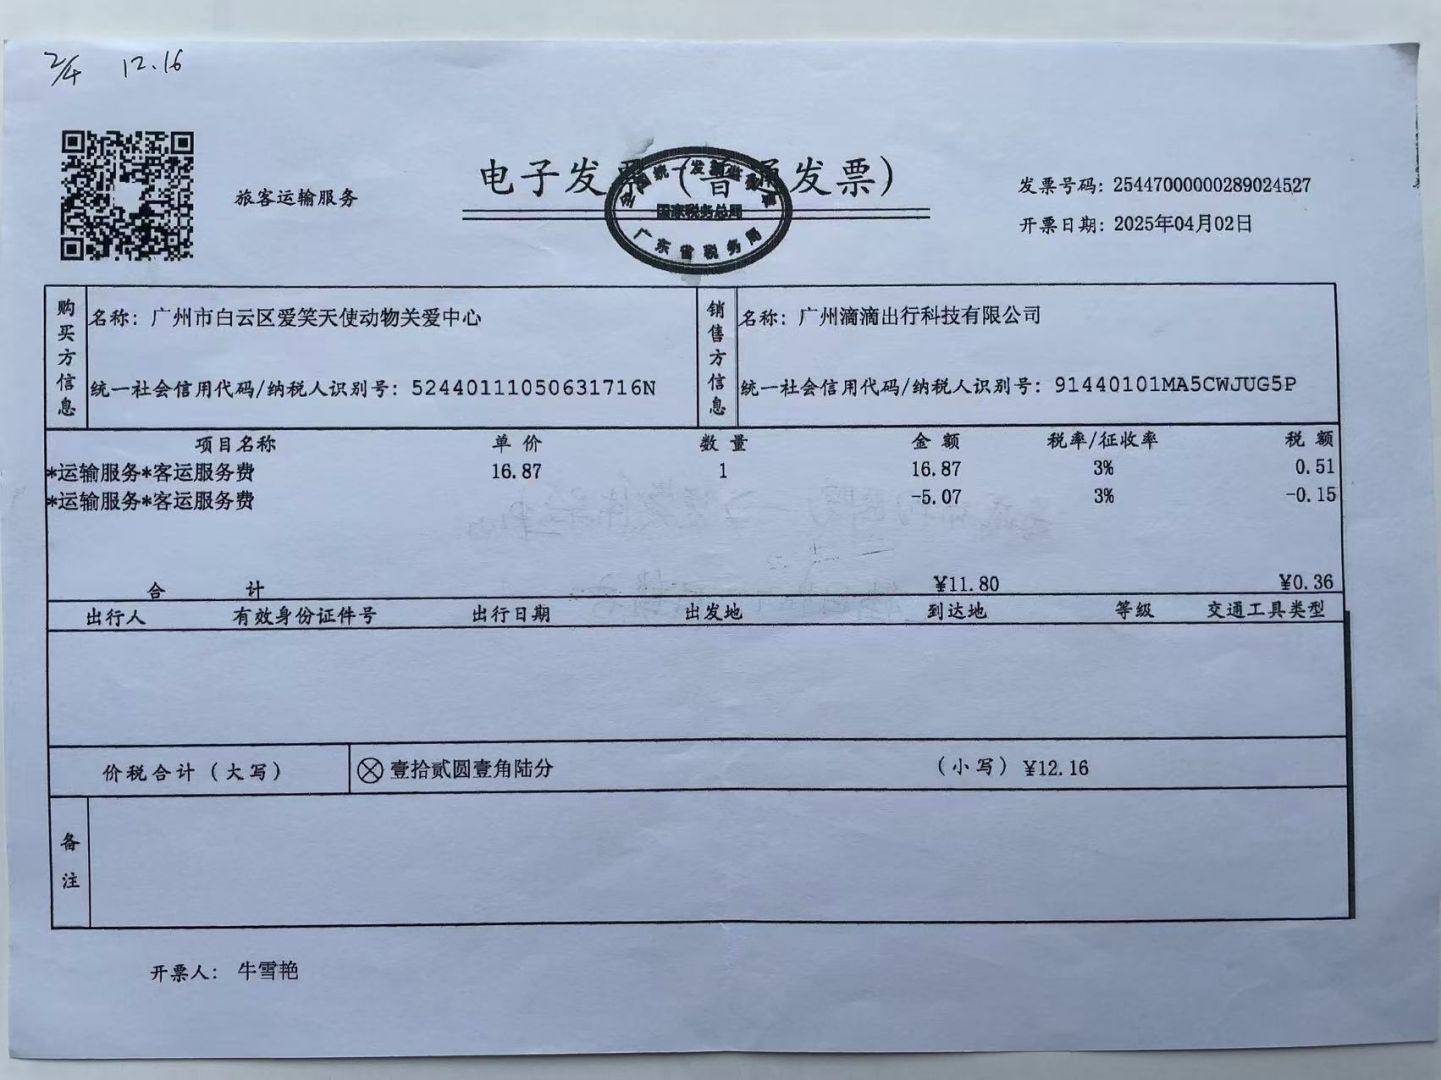 2/4 12.16
旅客运输服务
电子发票(普通发票)
全国统一发票监制章
国家税务总局
广东省税务局
发票号码: 25447000000289024527
开票日期: 2025年04月02日
购买方信息
名称: 广州市白云区爱笑天使动物关爱中心
统一社会信用代码/纳税人识别号: 52440111050631716N
销售方信息
名称: 广州滴滴出行科技有限公司
统一社会信用代码/纳税人识别号: 91440101MA5CWJUG5P
项目名称 单价 数量 金额 税率/征收率 税额
*运输服务*客运服务费 16.87 1 16.87 3% 0.51
*运输服务*客运服务费 -5.07 3% -0.15
合计 ¥11.80 ¥0.36
出行人 有效身份证件号 出行日期 出发地 到达地 等级 交通工具类型
价税合计(大写) ⊗壹拾贰圆壹角陆分 (小写) ¥12.16
备注
开票人: 牛雪艳